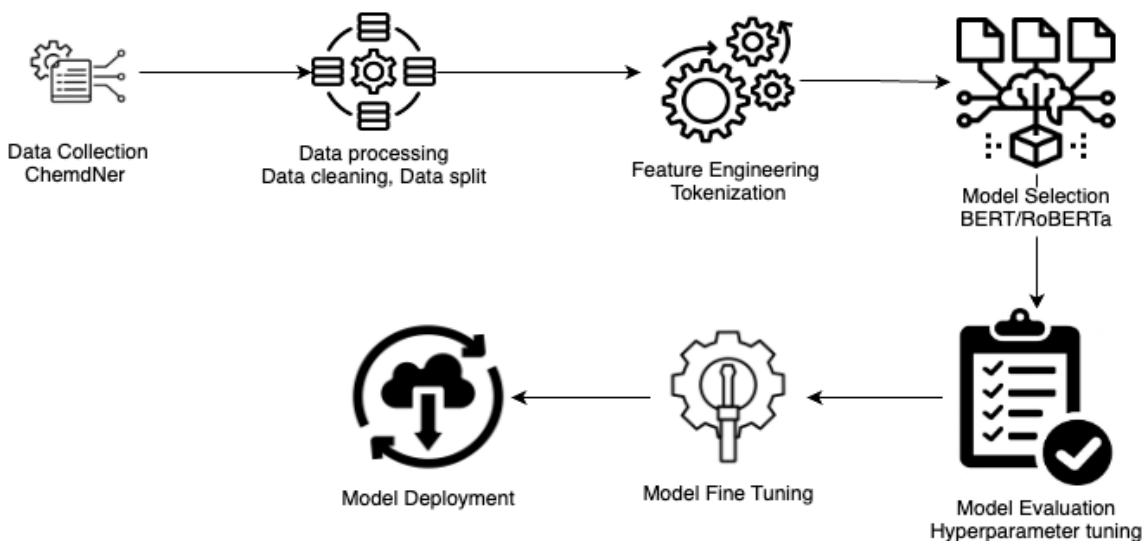 Data Collection
ChemdNer
Data processing
Data cleaning, Data split
Feature Engineering
Tokenization
Model Selection
BERT/RoBERTa
Model Evaluation
Hyperparameter tuning
Model Fine Tuning
Model Deployment